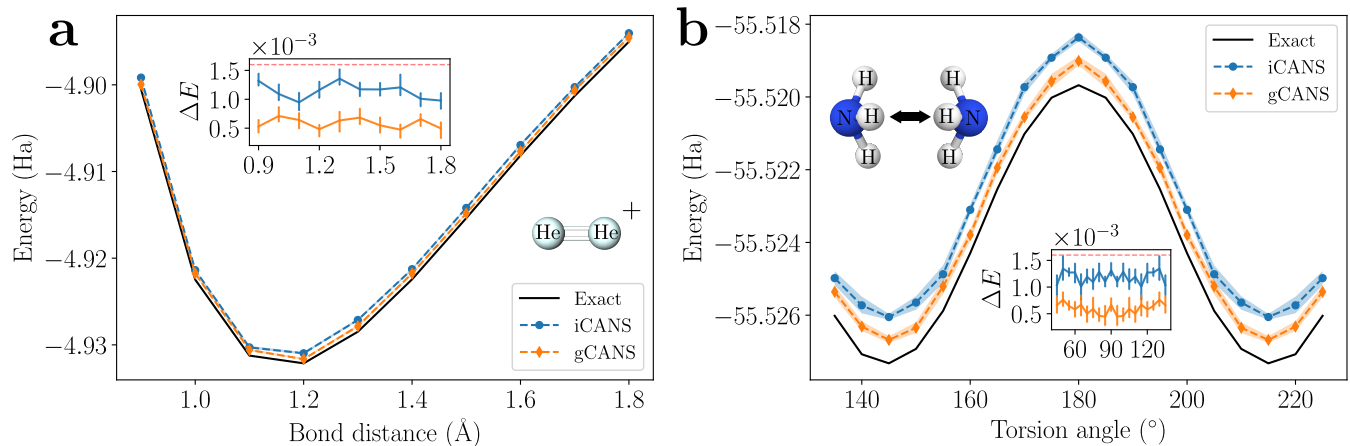 a
Energy (Ha)
−4.90
−4.91
−4.92
−4.93
1.0
1.2
1.4
1.6
1.8
Bond distance (Å)
×10−3
ΔE
1.5
1.0
0.5
0.9
1.2
1.5
1.8
He
He
+
Exact
iCANS
gCANS
b
Energy (Ha)
−55.518
−55.520
−55.522
−55.524
−55.526
140
160
180
200
220
Torsion angle (°)
H
N
H
H
H
H
N
H
Exact
iCANS
gCANS
×10−3
ΔE
1.5
1.0
0.5
60
90
120